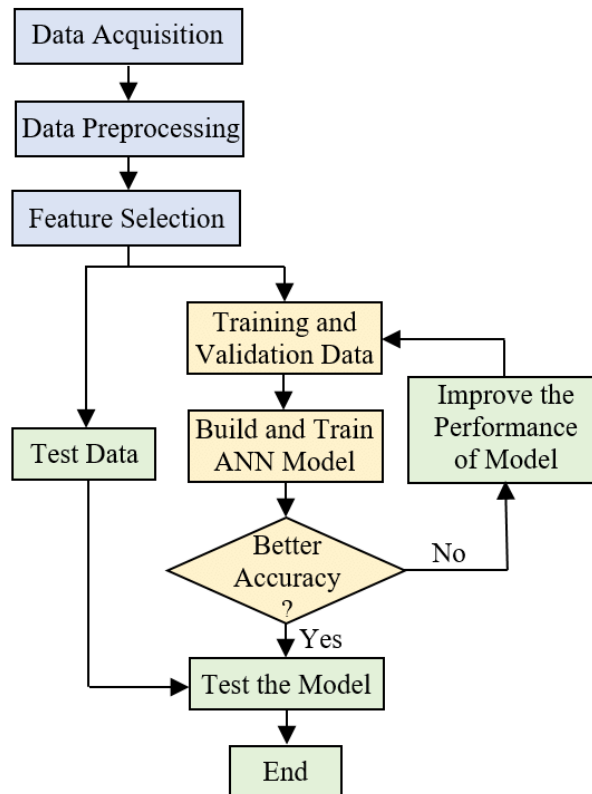 Data Acquisition
Data Preprocessing
Feature Selection
Training and
Validation Data
Improve the
Performance
of Model
Build and Train
ANN Model
Test Data
Better
Accuracy
?
No
Yes
Test the Model
End